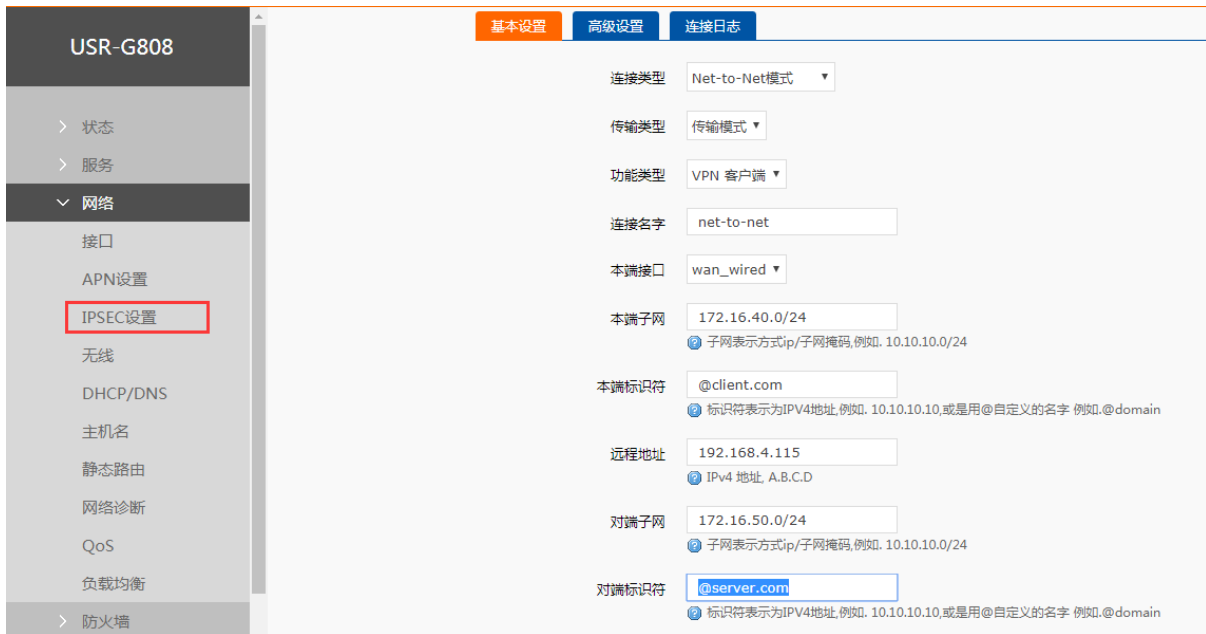 USR-G808
状态
服务
网络
接口
APN设置
IPSEC设置
无线
DHCP/DNS
主机名
静态路由
网络诊断
QoS
负载均衡
防火墙
基本设置 高级设置 连接日志
连接类型 Net-to-Net模式
传输类型 传输模式
功能类型 VPN 客户端
连接名字 net-to-net
本端接口 wan_wired
本端子网 172.16.40.0/24
子网表示方式ip/子网掩码,例如. 10.10.10.0/24
本端标识符 @client.com
标识符表示为IPV4地址,例如. 10.10.10.10,或是用@自定义的名字 例如.@domain
远程地址 192.168.4.115
IPv4 地址, A.B.C.D
对端子网 172.16.50.0/24
子网表示方式ip/子网掩码,例如. 10.10.10.0/24
对端标识符 @server.com
标识符表示为IPV4地址,例如. 10.10.10.10,或是用@自定义的名字 例如.@domain